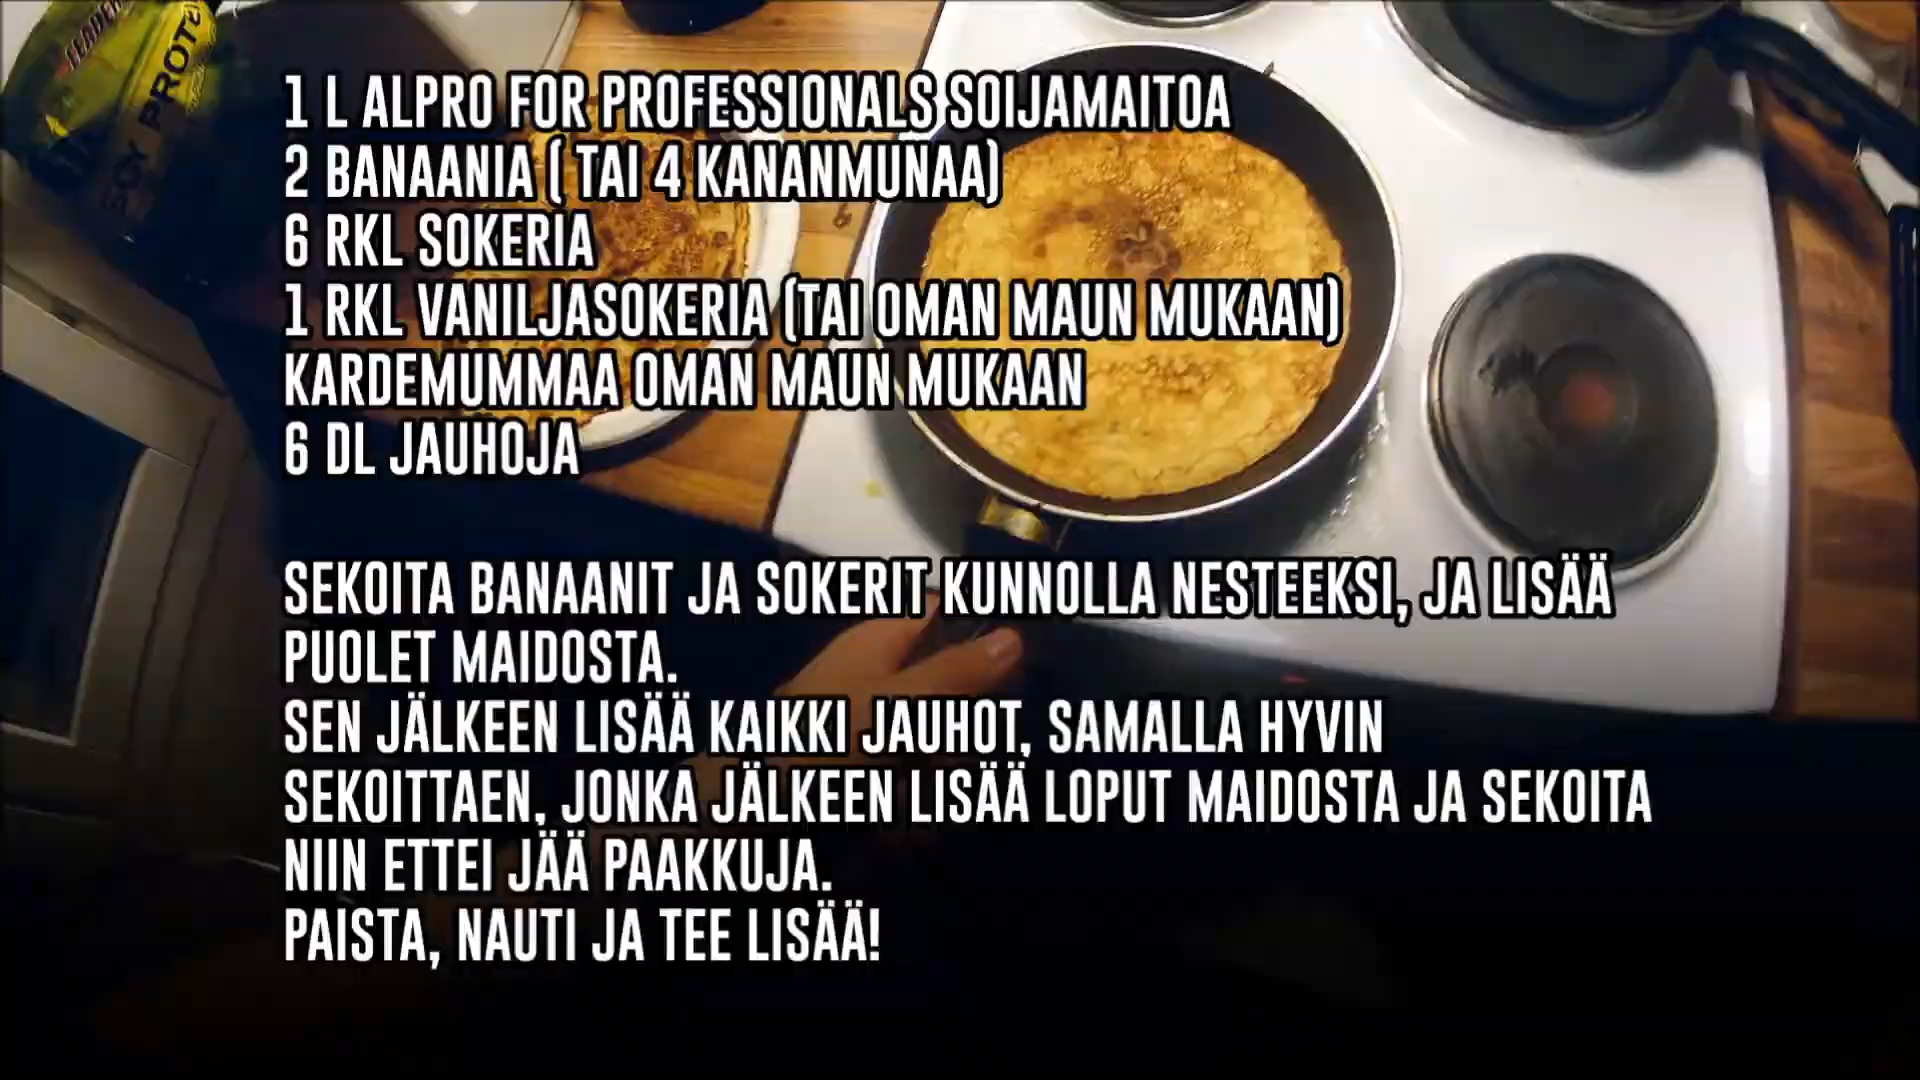 LEADER
SOY PROTEIN
1 L ALPRO FOR PROFESSIONALS SOIJAMAITOA
2 BANAANIA ( TAI 4 KANANMUNAA)
6 RKL SOKERIA
1 RKL VANILJASOKERIA (TAI OMAN MAUN MUKAAN)
KARDEMUMMAA OMAN MAUN MUKAAN
6 DL JAUHOJA
SEKOITA BANAANIT JA SOKERIT KUNNOLLA NESTEEKSI, JA LISÄÄ
PUOLET MAIDOSTA.
SEN JÄLKEEN LISÄÄ KAIKKI JAUHOT, SAMALLA HYVIN
SEKOITTAEN, JONKA JÄLKEEN LISÄÄ LOPUT MAIDOSTA JA SEKOITA
NIIN ETTEI JÄÄ PAAKKUJA.
PAISTA, NAUTI JA TEE LISÄÄ!